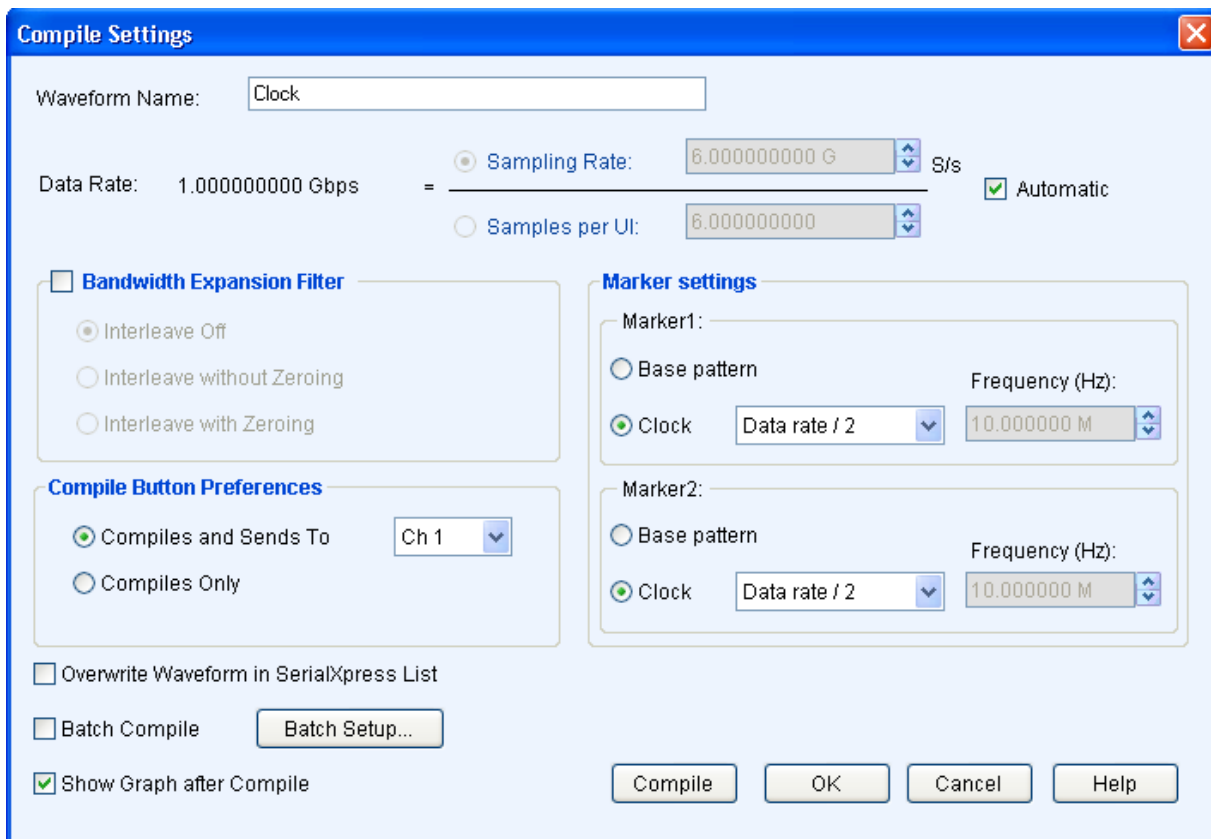 Compile Settings
Waveform Name: Clock
Sampling Rate: 6.000000000 G S/s
Data Rate: 1.000000000 Gbps = Automatic
Samples per UI: 6.000000000
Bandwidth Expansion Filter
Interleave Off
Interleave without Zeroing
Interleave with Zeroing
Marker settings
Marker1:
Base pattern
Frequency (Hz):
Clock Data rate / 2 10.000000 M
Compile Button Preferences
Compiles and Sends To Ch 1
Compiles Only
Marker2:
Base pattern
Frequency (Hz):
Clock Data rate / 2 10.000000 M
Overwrite Waveform in SerialXpress List
Batch Compile Batch Setup...
Show Graph after Compile
Compile OK Cancel Help